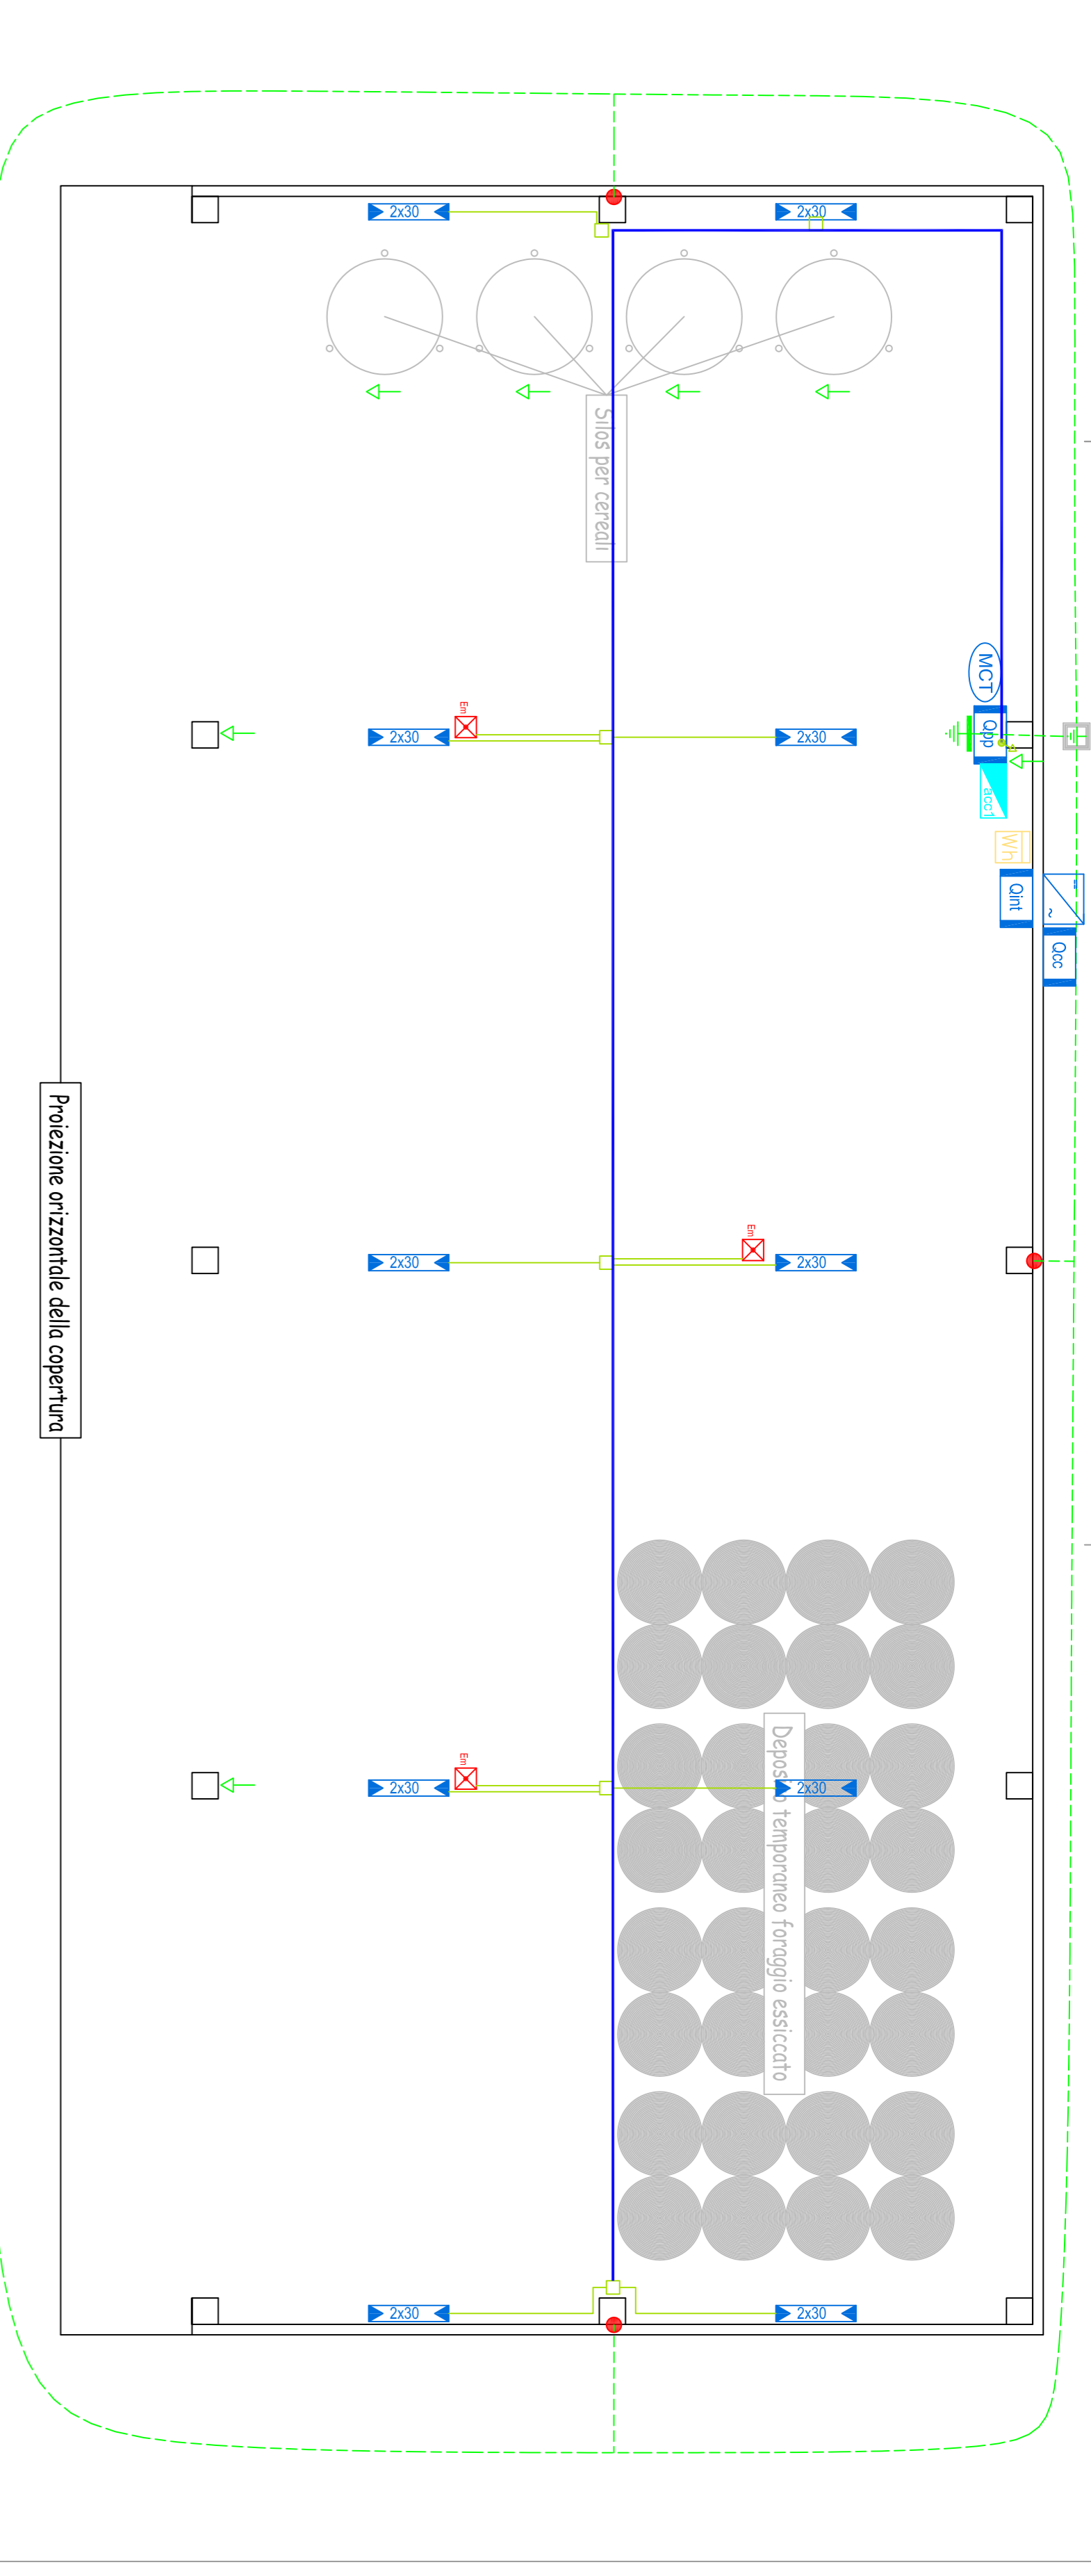 2x30
2x30
Silos per cereali
MCT
Em
2x30
2x30
Qpp
acc1
Wh
Qint
=
~
Qcc
Proiezione orizzontale della copertura
Em
2x30
2x30
Deposito temporaneo foraggio essiccato
Em
2x30
2x30
2x30
2x30